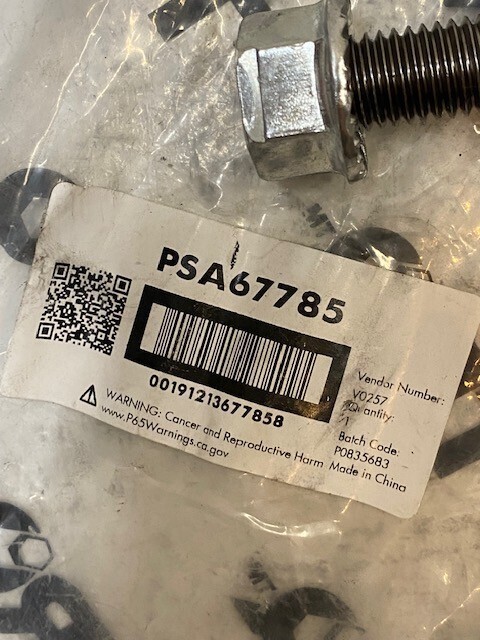 PSA67785
00191213677858
WARNING: Cancer and Reproductive Harm
www.P65Warnings.ca.gov
Vendor Number:
V0257
Quantity:
1
Batch Code:
P0835683
Made in China